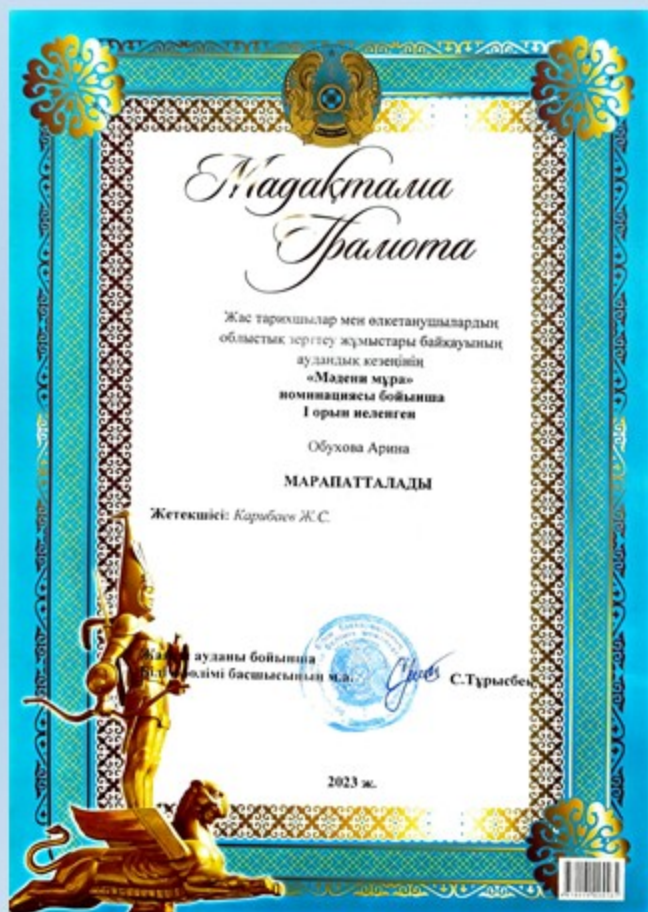 Мадақтама
Грамота
Жас тарихшылар мен өлкетанушылардың
облыстық зерттеу жұмыстары байқауының
аудандық кезеңінің
«Мәдени мұра»
номинациясы бойынша
I орын иеленген
Обухова Арина
МАРАПАТТАЛАДЫ
Жетекшісі: Карибаев Ж.С.
ауданы бойынша
басшысының м.а. С.Тұрысбек
2023 ж.